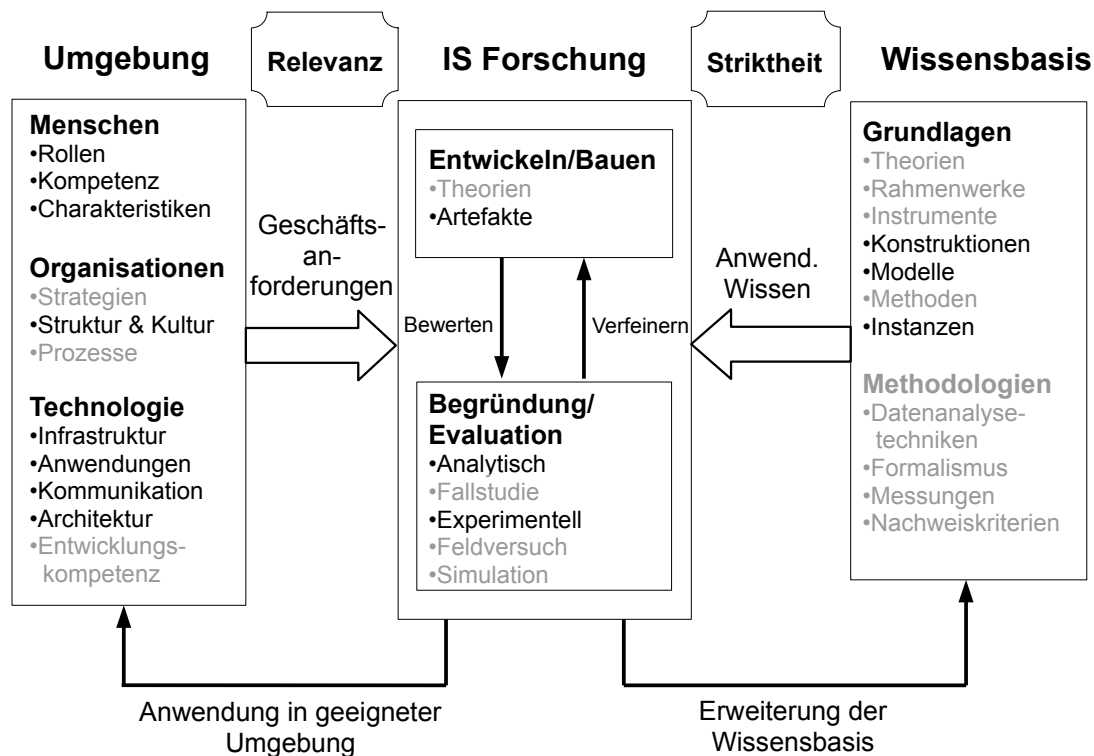 Umgebung
Relevanz
IS Forschung
Striktheit
Wissensbasis
Menschen
•Rollen
•Kompetenz
•Charakteristiken
Organisationen
•Strategien
•Struktur & Kultur
•Prozesse
Technologie
•Infrastruktur
•Anwendungen
•Kommunikation
•Architektur
•Entwicklungs-
kompetenz
Geschäfts-
an-
forderungen
Entwickeln/Bauen
•Theorien
•Artefakte
Bewerten
Verfeinern
Begründung/
Evaluation
•Analytisch
•Fallstudie
•Experimentell
•Feldversuch
•Simulation
Anwend.
Wissen
Grundlagen
•Theorien
•Rahmenwerke
•Instrumente
•Konstruktionen
•Modelle
•Methoden
•Instanzen
Methodologien
•Datenanalyse-
techniken
•Formalismus
•Messungen
•Nachweiskriterien
Anwendung in geeigneter
Umgebung
Erweiterung der
Wissensbasis